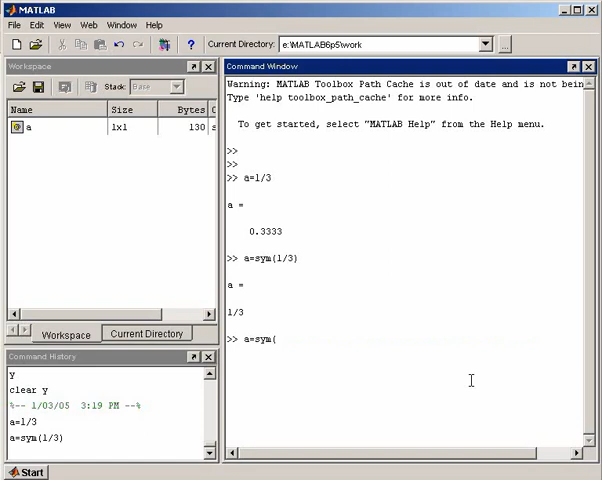 MATLAB
File Edit View Web Window Help
Current Directory: e:\MATLAB6p5\work
Workspace
Stack: Base
Name Size Bytes
a 1x1 130
Workspace Current Directory
Command History
y
clear y
%-- 1/03/05 3:19 PM --%
a=1/3
a=sym(1/3)
Command Window
Warning: MATLAB Toolbox Path Cache is out of date and is not bein
Type 'help toolbox_path_cache' for more info.
To get started, select "MATLAB Help" from the Help menu.
>>
>>
>> a=1/3
a =
0.3333
>> a=sym(1/3)
a =
1/3
>> a=sym(
Start